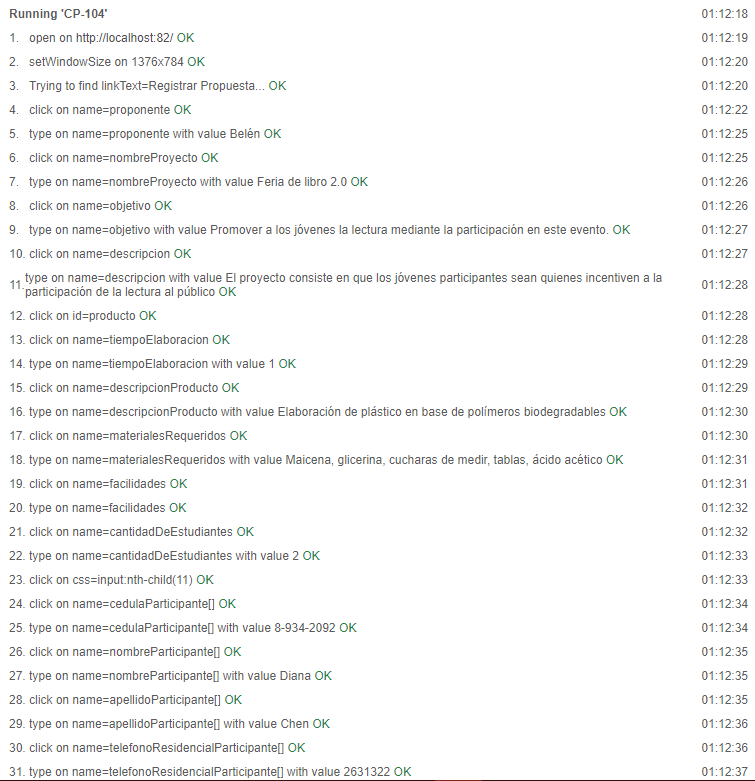 Running 'CP-104' 01:12:18
1. open on http://localhost:82/ OK 01:12:19
2. setWindowSize on 1376x784 OK 01:12:20
3. Trying to find linkText=Registrar Propuesta... OK 01:12:20
4. click on name=proponente OK 01:12:22
5. type on name=proponente with value Belén OK 01:12:25
6. click on name=nombreProyecto OK 01:12:25
7. type on name=nombreProyecto with value Feria de libro 2.0 OK 01:12:26
8. click on name=objetivo OK 01:12:26
9. type on name=objetivo with value Promover a los jóvenes la lectura mediante la participación en este evento. OK 01:12:27
10. click on name=descripcion OK 01:12:27
11. type on name=descripcion with value El proyecto consiste en que los jóvenes participantes sean quienes incentiven a la 01:12:28
participación de la lectura al público OK
12. click on id=producto OK 01:12:28
13. click on name=tiempoElaboracion OK 01:12:28
14. type on name=tiempoElaboracion with value 1 OK 01:12:29
15. click on name=descripcionProducto OK 01:12:29
16. type on name=descripcionProducto with value Elaboración de plástico en base de polímeros biodegradables OK 01:12:30
17. click on name=materialesRequeridos OK 01:12:30
18. type on name=materialesRequeridos with value Maicena, glicerina, cucharas de medir, tablas, ácido acético OK 01:12:31
19. click on name=facilidades OK 01:12:31
20. type on name=facilidades OK 01:12:32
21. click on name=cantidadDeEstudiantes OK 01:12:32
22. type on name=cantidadDeEstudiantes with value 2 OK 01:12:33
23. click on css=input:nth-child(11) OK 01:12:33
24. click on name=cedulaParticipante[] OK 01:12:34
25. type on name=cedulaParticipante[] with value 8-934-2092 OK 01:12:34
26. click on name=nombreParticipante[] OK 01:12:35
27. type on name=nombreParticipante[] with value Diana OK 01:12:35
28. click on name=apellidoParticipante[] OK 01:12:35
29. type on name=apellidoParticipante[] with value Chen OK 01:12:36
30. click on name=telefonoResidencialParticipante[] OK 01:12:36
31. type on name=telefonoResidencialParticipante[] with value 2631322 OK 01:12:37